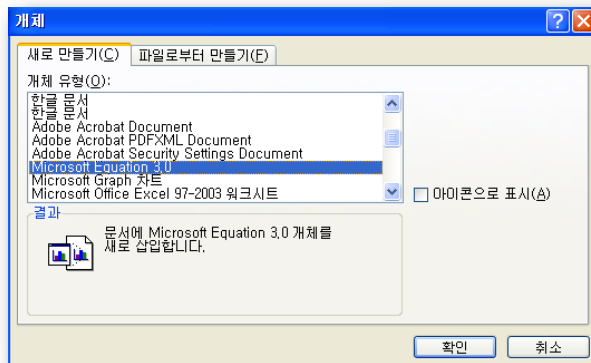 개체
새로 만들기(C) 파일로부터 만들기(F)
개체 유형(O):
한글 문서
한글 문서
Adobe Acrobat Document
Adobe Acrobat PDFXML Document
Adobe Acrobat Security Settings Document
Microsoft Equation 3,0
Microsoft Graph 차트
Microsoft Office Excel 97-2003 워크시트
아이콘으로 표시(A)
결과
문서에 Microsoft Equation 3,0 개체를
새로 삽입합니다.
확인 취소